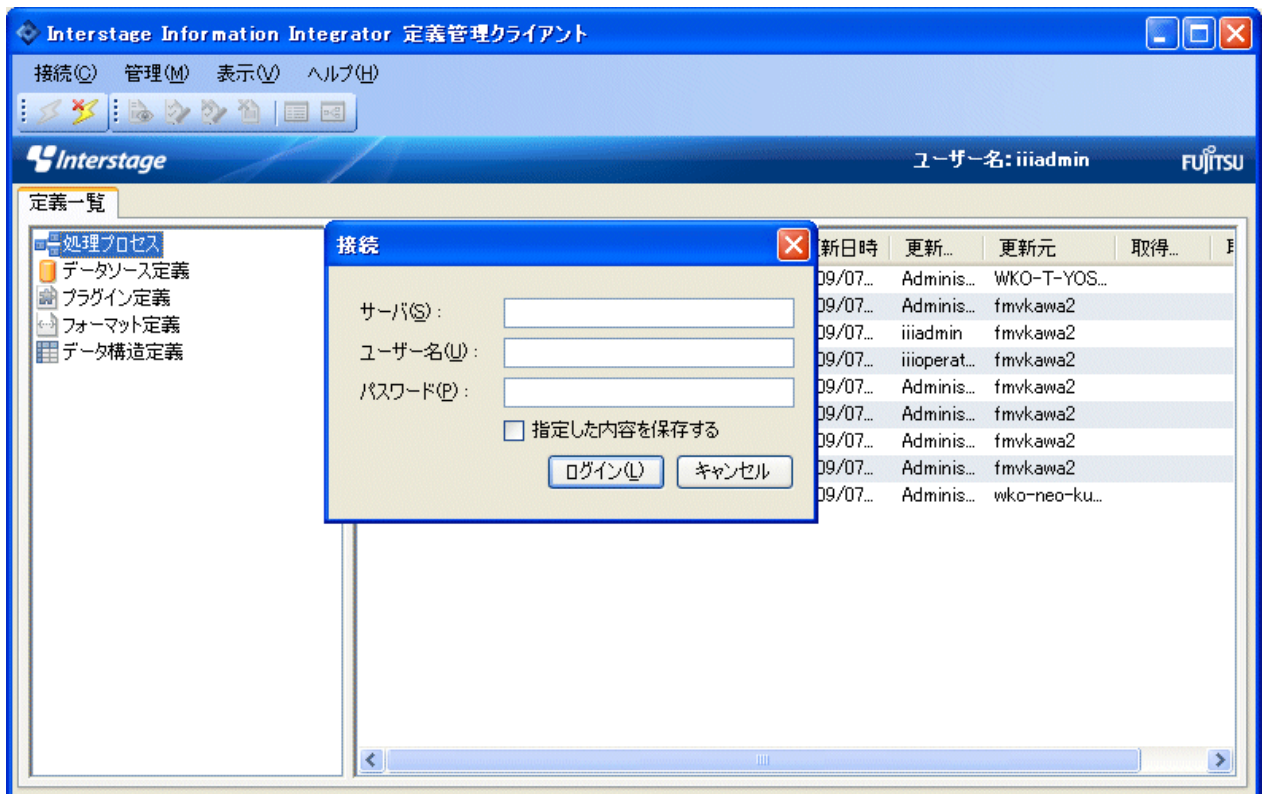 Interstage Information Integrator 定義管理クライアント
接続(C) 管理(M) 表示(V) ヘルプ(H)
Interstage ユーザー名: iiiadmin FUJITSU
定義一覧
処理プロセス
データソース定義
プラグイン定義
フォーマット定義
データ構造定義
接続
サーバ(S) :
ユーザー名(U) :
パスワード(P) :
指定した内容を保存する
ログイン(L) キャンセル
新日時 更新... 更新元 取得...
09/07... Adminis... WKO-T-YOS...
09/07... Adminis... fmvkawa2
09/07... iiiadmin fmvkawa2
09/07... iiioperat... fmvkawa2
09/07... Adminis... fmvkawa2
09/07... Adminis... fmvkawa2
09/07... Adminis... fmvkawa2
09/07... Adminis... fmvkawa2
09/07... Adminis... wko-neo-ku...